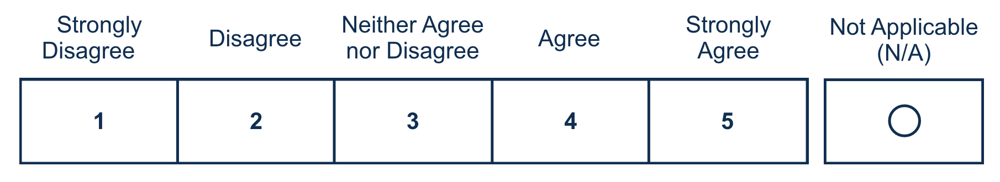 Strongly
Disagree
Disagree
Neither Agree
nor Disagree
Agree
Strongly
Agree
Not Applicable
(N/A)
1
2
3
4
5